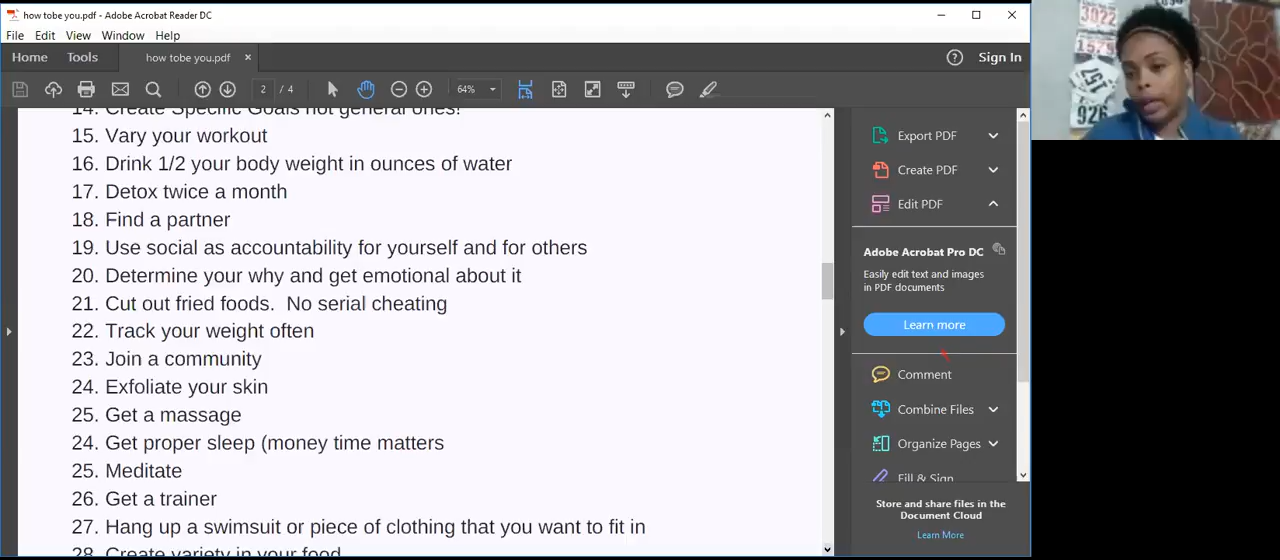 how tobe you.pdf - Adobe Acrobat Reader DC
File Edit View Window Help
Home Tools how tobe you.pdf × Sign In
2 / 4 64%
14. Create Specific Goals not general ones!
15. Vary your workout
16. Drink 1/2 your body weight in ounces of water
17. Detox twice a month
18. Find a partner
19. Use social as accountability for yourself and for others
20. Determine your why and get emotional about it
21. Cut out fried foods.  No serial cheating
22. Track your weight often
23. Join a community
24. Exfoliate your skin
25. Get a massage
24. Get proper sleep (money time matters
25. Meditate
26. Get a trainer
27. Hang up a swimsuit or piece of clothing that you want to fit in
28. Create variety in your food
Export PDF
Create PDF
Edit PDF
Adobe Acrobat Pro DC
Easily edit text and images
in PDF documents
Learn more
Comment
Combine Files
Organize Pages
Fill & Sign
Store and share files in the
Document Cloud
Learn More
3022
1525
157
926